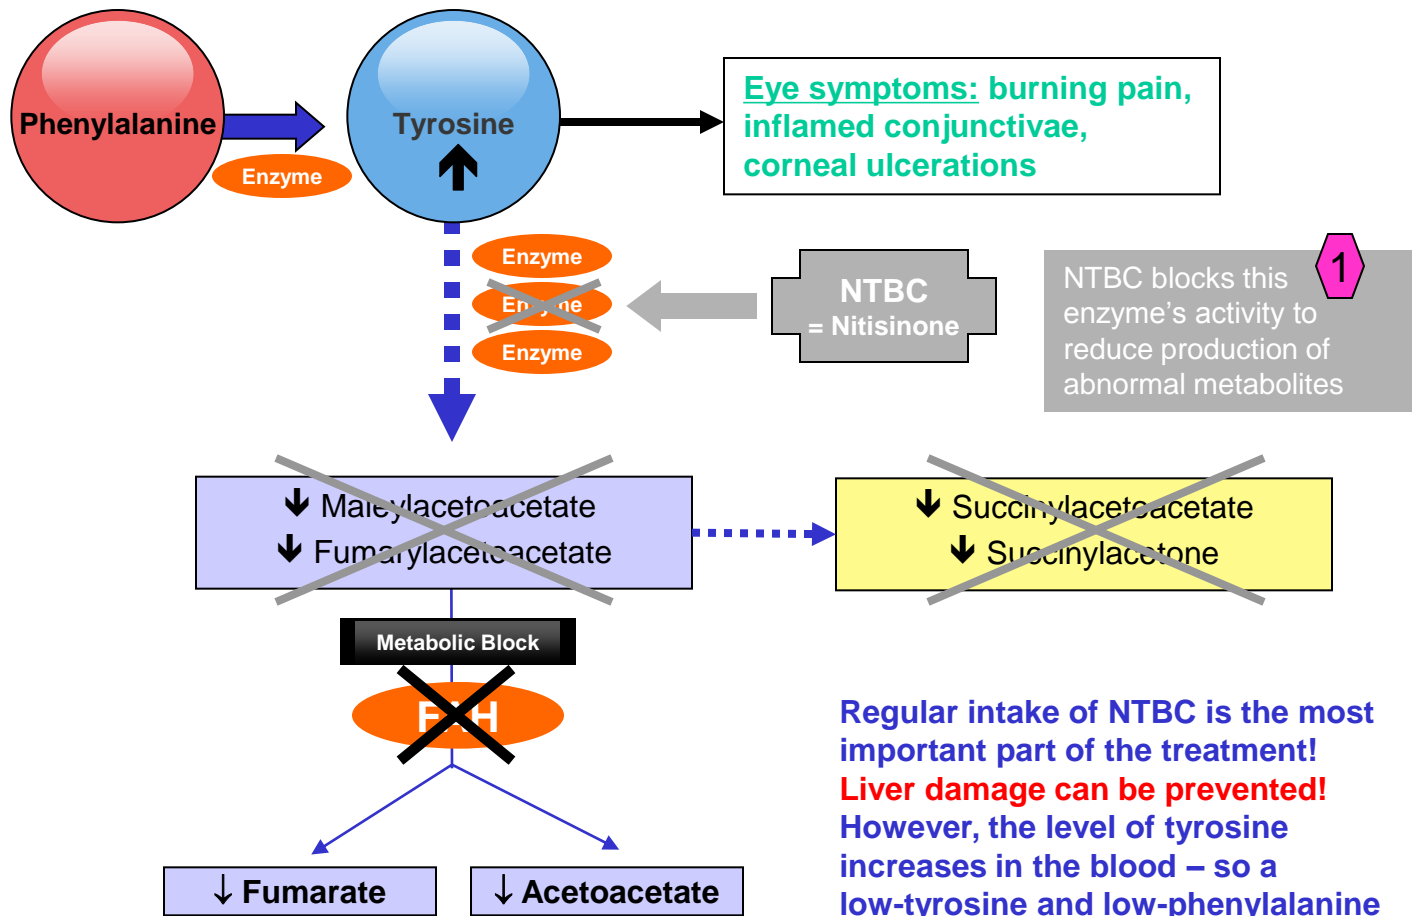 Phenylalanine
Enzyme
Tyrosine
Eye symptoms: burning pain,
inflamed conjunctivae,
corneal ulcerations
Enzyme
Enzyme
Enzyme
NTBC
= Nitisinone
1
NTBC blocks this
enzyme's activity to
reduce production of
abnormal metabolites
🡫 Maleylacetoacetate
🡫 Fumarylacetoacetate
🡫 Succinylacetoacetate
🡫 Succinylacetone
Metabolic Block
FAH
↓ Fumarate
↓ Acetoacetate
Regular intake of NTBC is the most
important part of the treatment!
Liver damage can be prevented!
However, the level of tyrosine
increases in the blood – so a
low-tyrosine and low-phenylalanine